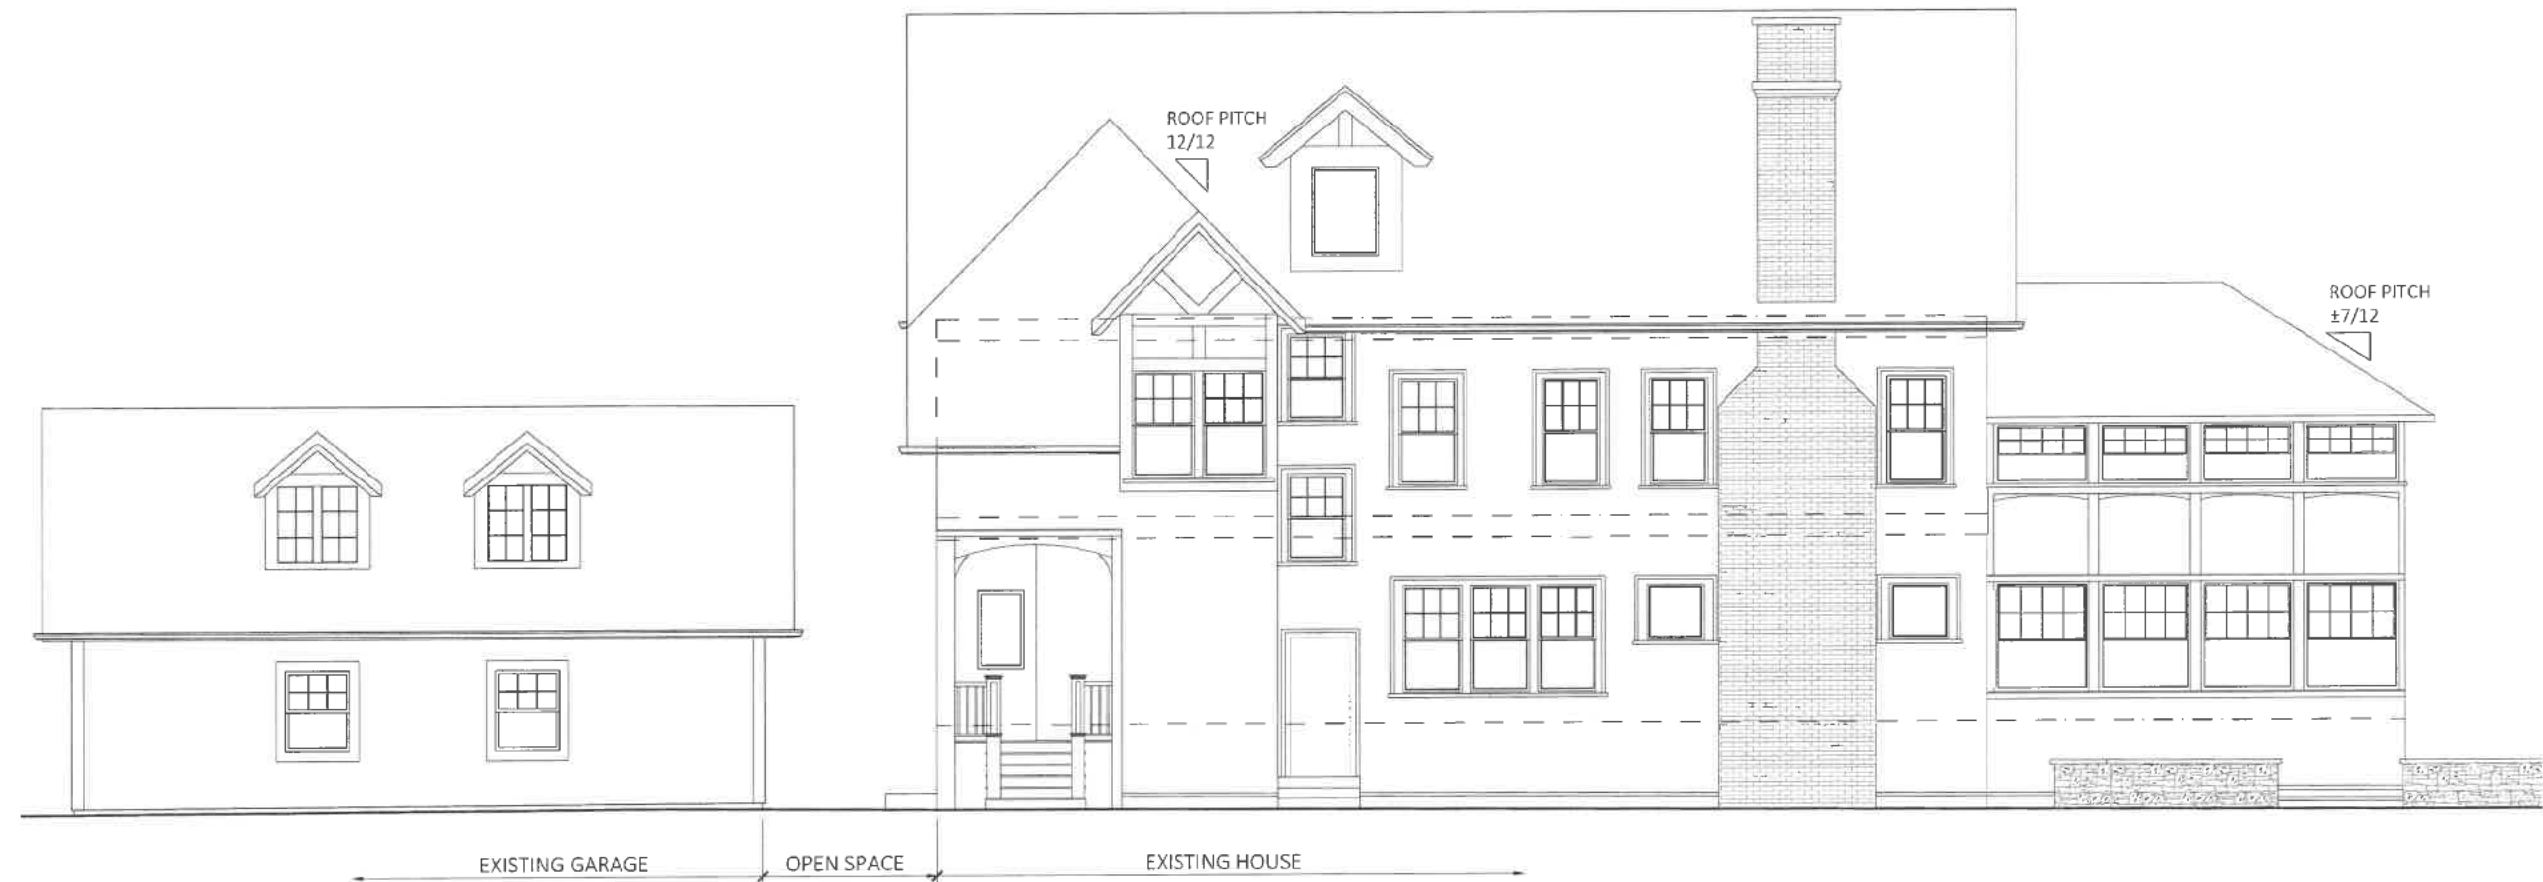 ROOF PITCH
12/12
ROOF PITCH
±7/12
EXISTING GARAGE
OPEN SPACE
EXISTING HOUSE